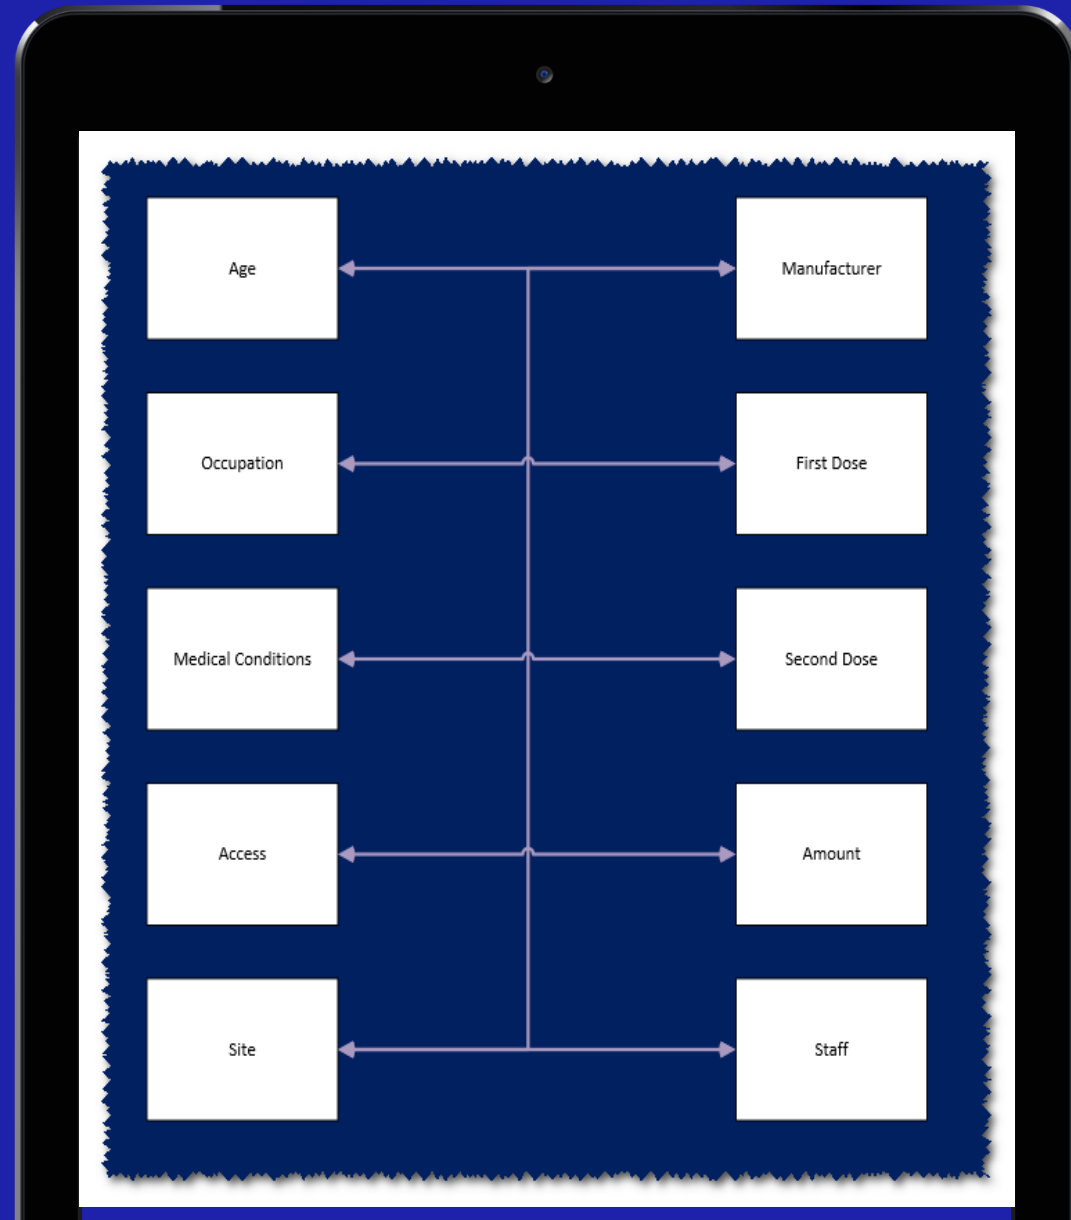 Age
Manufacturer
Occupation
First Dose
Medical Conditions
Second Dose
Access
Amount
Site
Staff